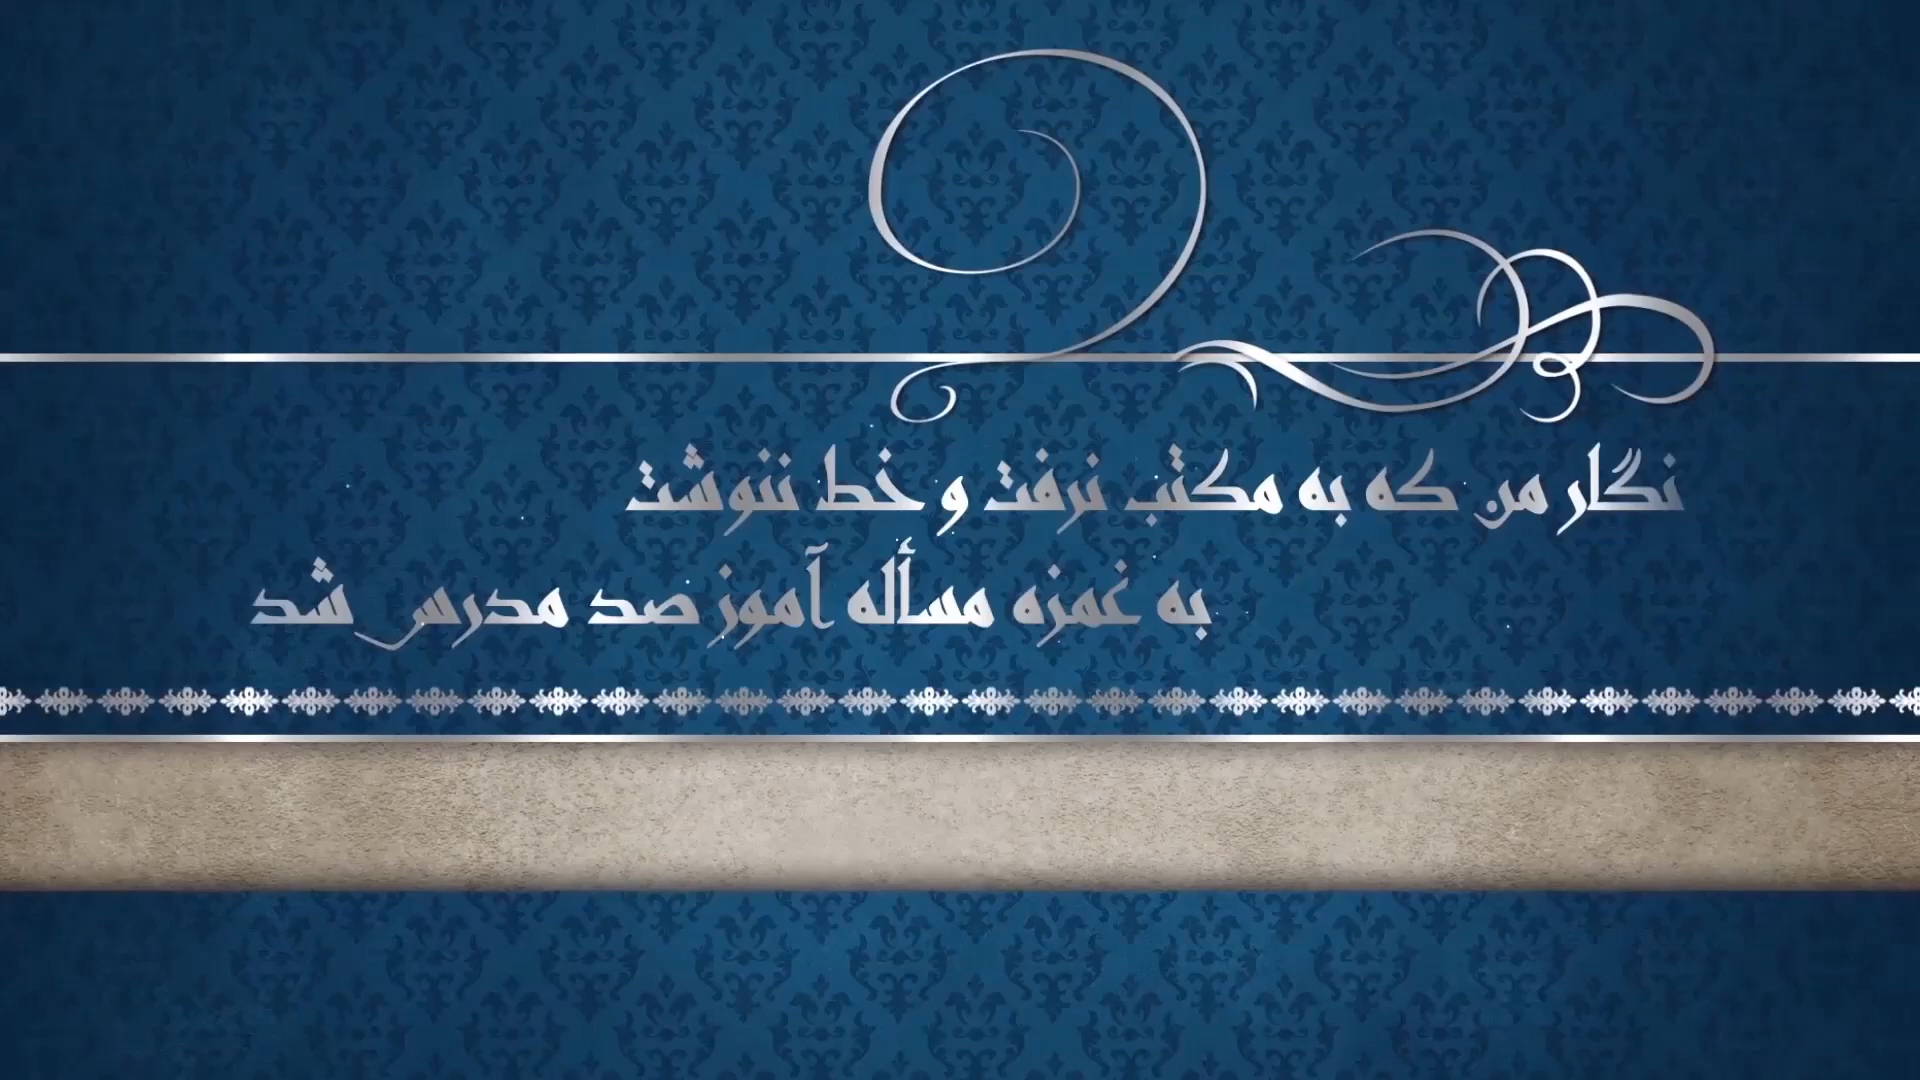 نگار من که به مکتب نرفت و خط ننوشت
به غمزه مسأله آموز صد مدرس شد